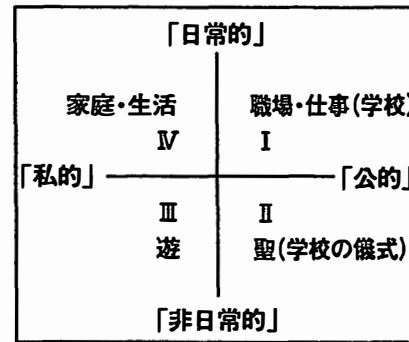 「日常的」
家庭・生活 職場・仕事(学校)
Ⅳ Ⅰ
「私的」 「公的」
Ⅲ Ⅱ
遊 聖(学校の儀式)
「非日常的」